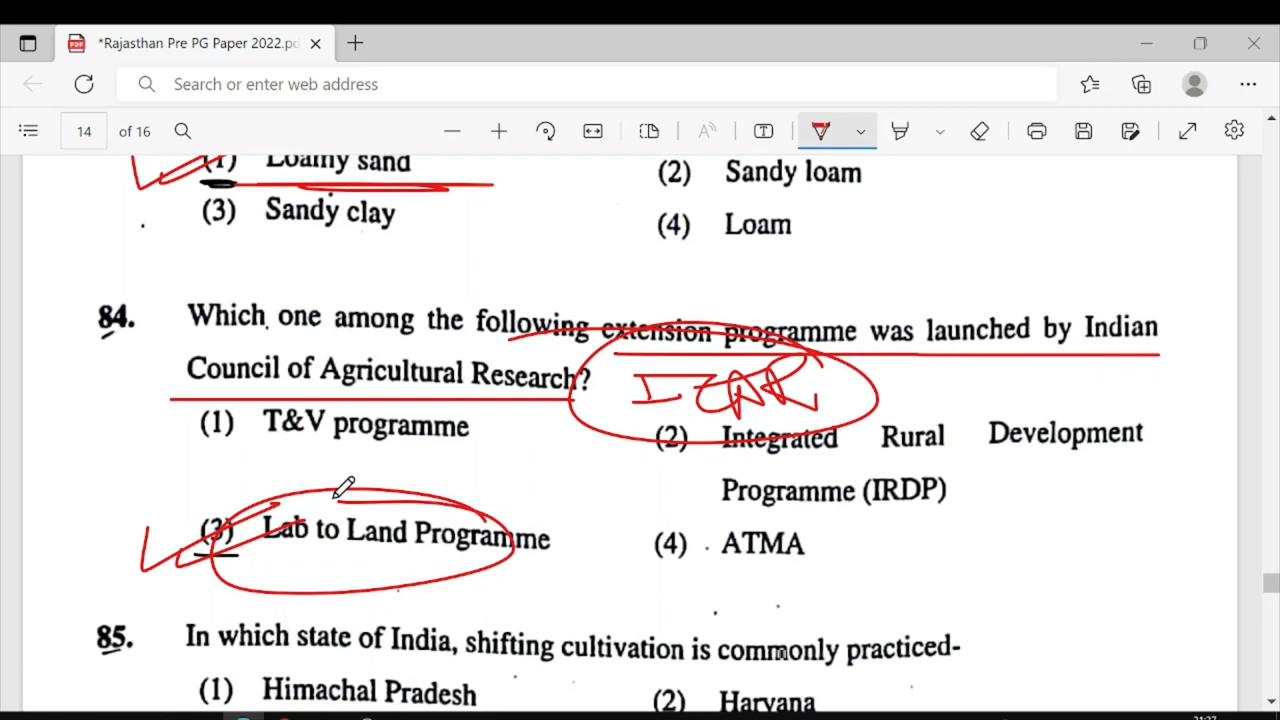 *Rajasthan Pre PG Paper 2022.pd
Search or enter web address
14 of 16
(1) Loamy sand
(2) Sandy loam
(3) Sandy clay
(4) Loam
84. Which one among the following extension programme was launched by Indian
Council of Agricultural Research?
ICAR
(1) T&V programme
(2) Integrated Rural Development
Programme (IRDP)
(3) Lab to Land Programme
(4) ATMA
85. In which state of India, shifting cultivation is commonly practiced-
(1) Himachal Pradesh
(2) Haryana